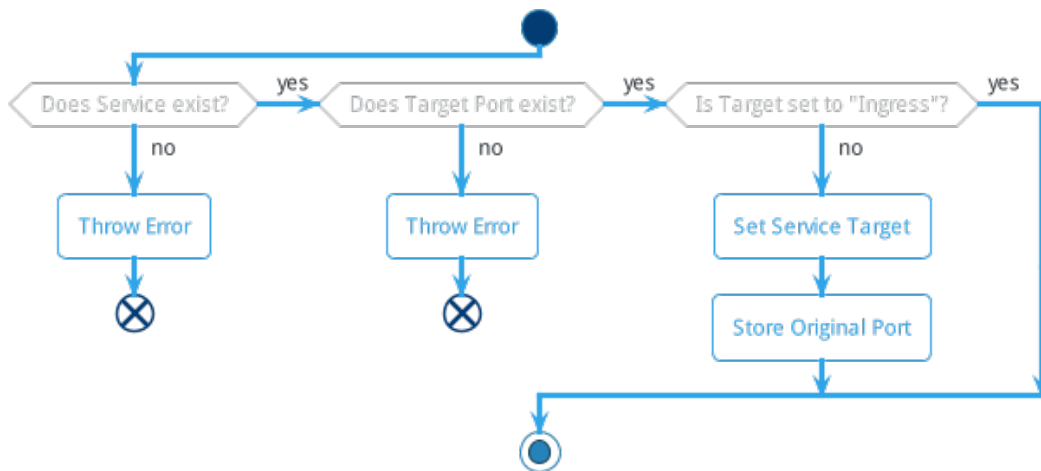 Does Service exist?
yes
Does Target Port exist?
yes
Is Target set to "Ingress"?
yes
no
no
no
Throw Error
Throw Error
Set Service Target
Store Original Port